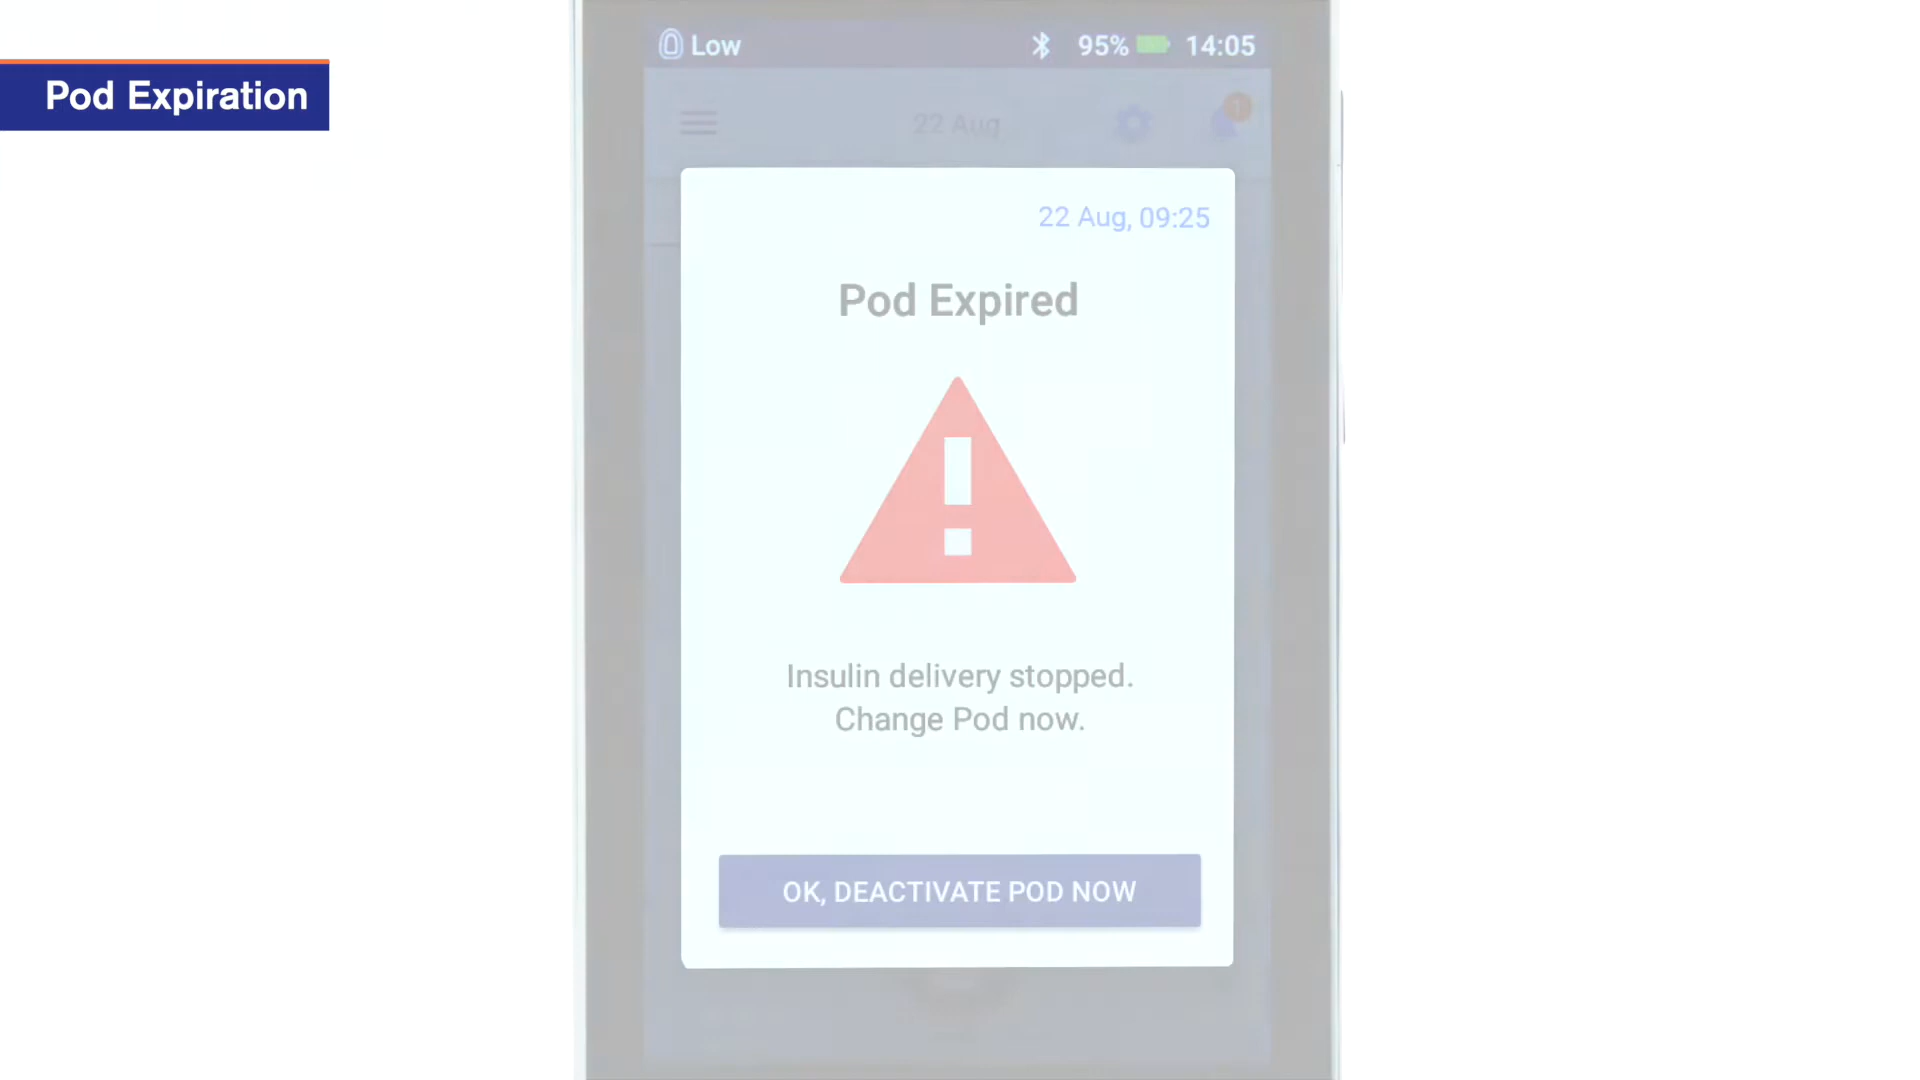 Pod Expiration
Low
95% 14:05
22 Aug
1
22 Aug, 09:25
Pod Expired
Insulin delivery stopped.
Change Pod now.
OK, DEACTIVATE POD NOW